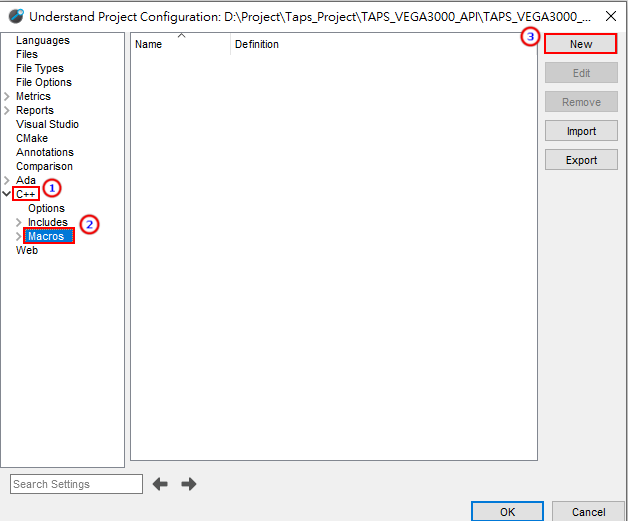 Understand Project Configuration: D:\Project\Taps_Project\TAPS_VEGA3000_API\TAPS_VEGA3000_...
Languages
Files
File Types
File Options
Metrics
Reports
Visual Studio
CMake
Annotations
Comparison
Ada
C++ 1
Options
Includes
2
Macros
Web
Name Definition
3 New
Edit
Remove
Import
Export
Search Settings
OK Cancel